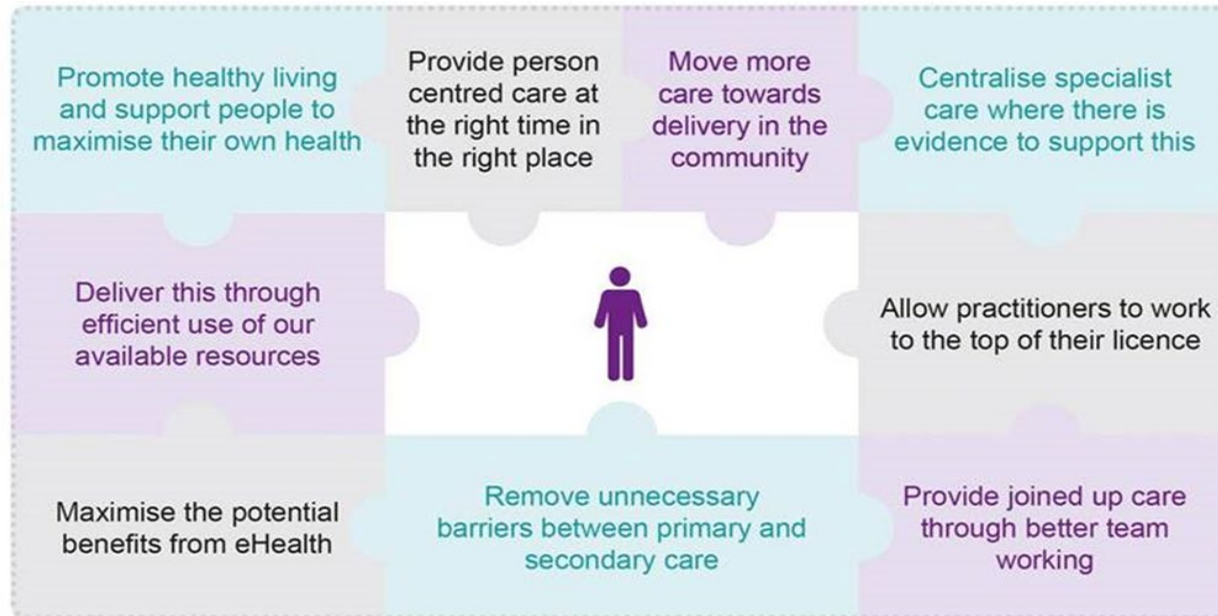 Promote healthy living
and support people to
maximise their own health
Provide person
centred care at
the right time in
the right place
Move more
care towards
delivery in the
community
Centralise specialist
care where there is
evidence to support this
Deliver this through
efficient use of our
available resources
Allow practitioners to work
to the top of their licence
Maximise the potential
benefits from eHealth
Remove unnecessary
barriers between primary and
secondary care
Provide joined up care
through better team
working